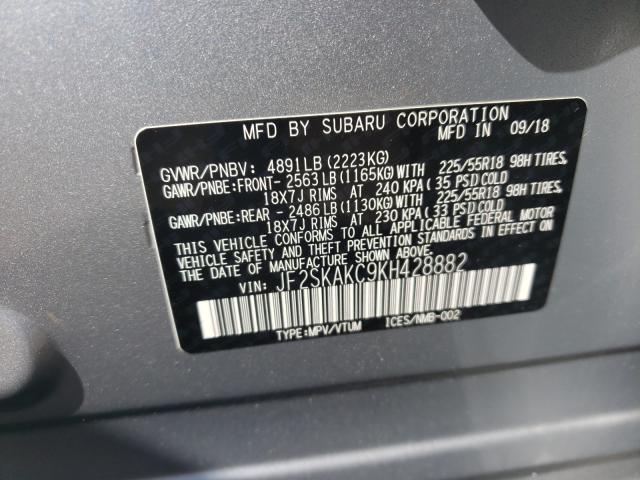 MFD BY SUBARU CORPORATION
MFD IN 09/18
GVWR/PNBV: 4891LB (2223KG)
GAWR/PNBE:FRONT- 2563LB (1165KG)WITH 225/55R18 98H TIRES,
18X7J RIMS AT 240 KPA (35 PSI)COLD
GAWR/PNBE:REAR - 2486LB (1130KG)WITH 225/55R18 98H TIRES,
18X7J RIMS AT 230 KPA (33 PSI)COLD
THIS VEHICLE CONFORMS TO ALL APPLICABLE FEDERAL MOTOR
VEHICLE SAFETY AND THEFT PREVENTION STANDARDS IN EFFECT ON
THE DATE OF MANUFACTURE SHOWN ABOVE.
VIN: JF2SKAKC9KH428882
TYPE:MPV/VTUM ICES/NMB-002